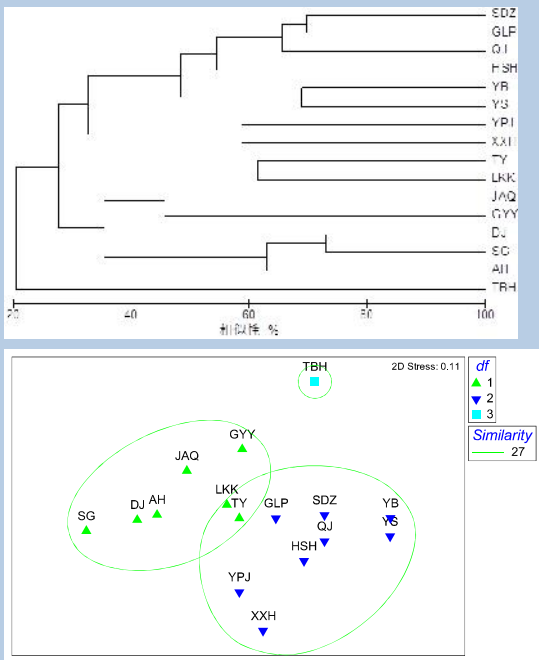 SDZ
GLP
QJ
HSH
YB
YS
YPJ
XXH
TY
LKK
JAQ
GYY
DJ
SG
AH
TBH
20 40 60 80 100
相似性 %
TBH
2D Stress: 0.11
GYY
JAQ
LKK
TY
GLP
SDZ
YB
YS
QJ
HSH
SG
DJ
AH
YPJ
XXH
df
1
2
3
Similarity
27